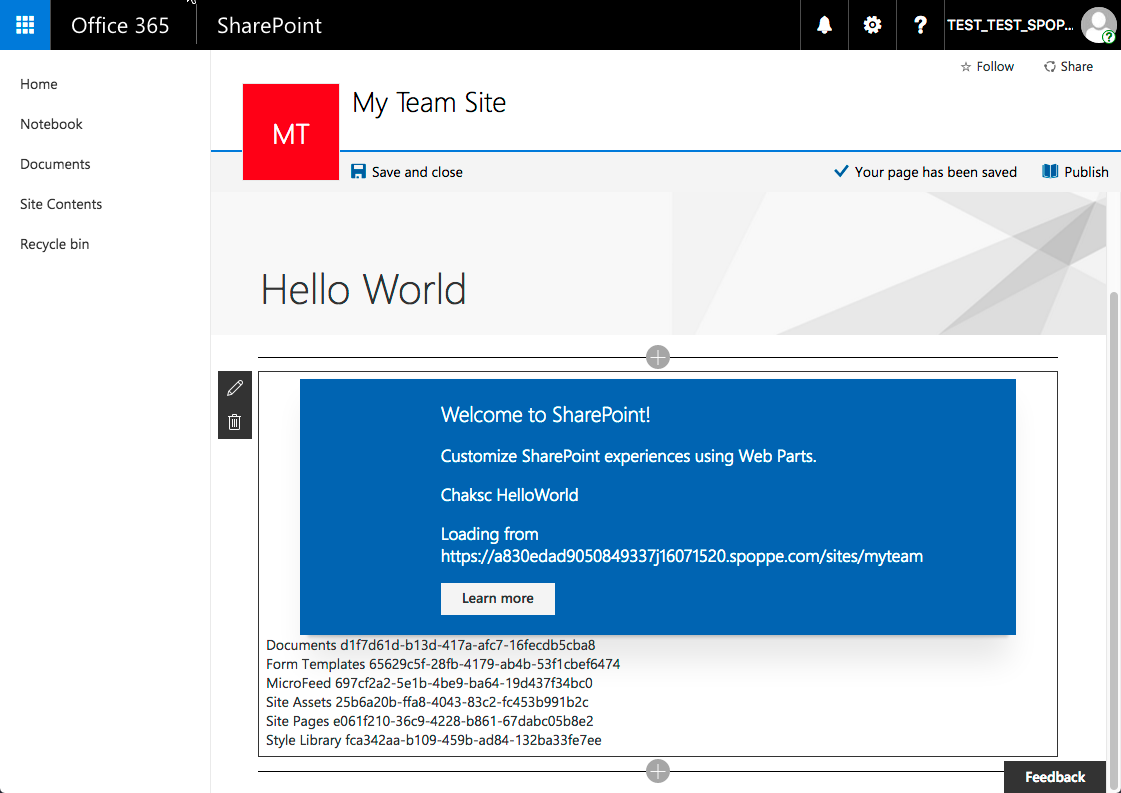 Office 365
SharePoint
?
TEST_TEST_SPOP...
?
Home
Notebook
Documents
Site Contents
Recycle bin
Follow
Share
MT
My Team Site
Save and close
Your page has been saved
Publish
Hello World
Welcome to SharePoint!
Customize SharePoint experiences using Web Parts.
Chaksc HelloWorld
Loading from
https://a830edad9050849337j16071520.spoppe.com/sites/myteam
Learn more
Documents d1f7d61d-b13d-417a-afc7-16fecdb5cba8
Form Templates 65629c5f-28fb-4179-ab4b-53f1cbef6474
MicroFeed 697cf2a2-5e1b-4be9-ba64-19d437f34bc0
Site Assets 25b6a20b-ffa8-4043-83c2-fc453b991b2c
Site Pages e061f210-36c9-4228-b861-67dabc05b8e2
Style Library fca342aa-b109-459b-ad84-132ba33fe7ee
Feedback